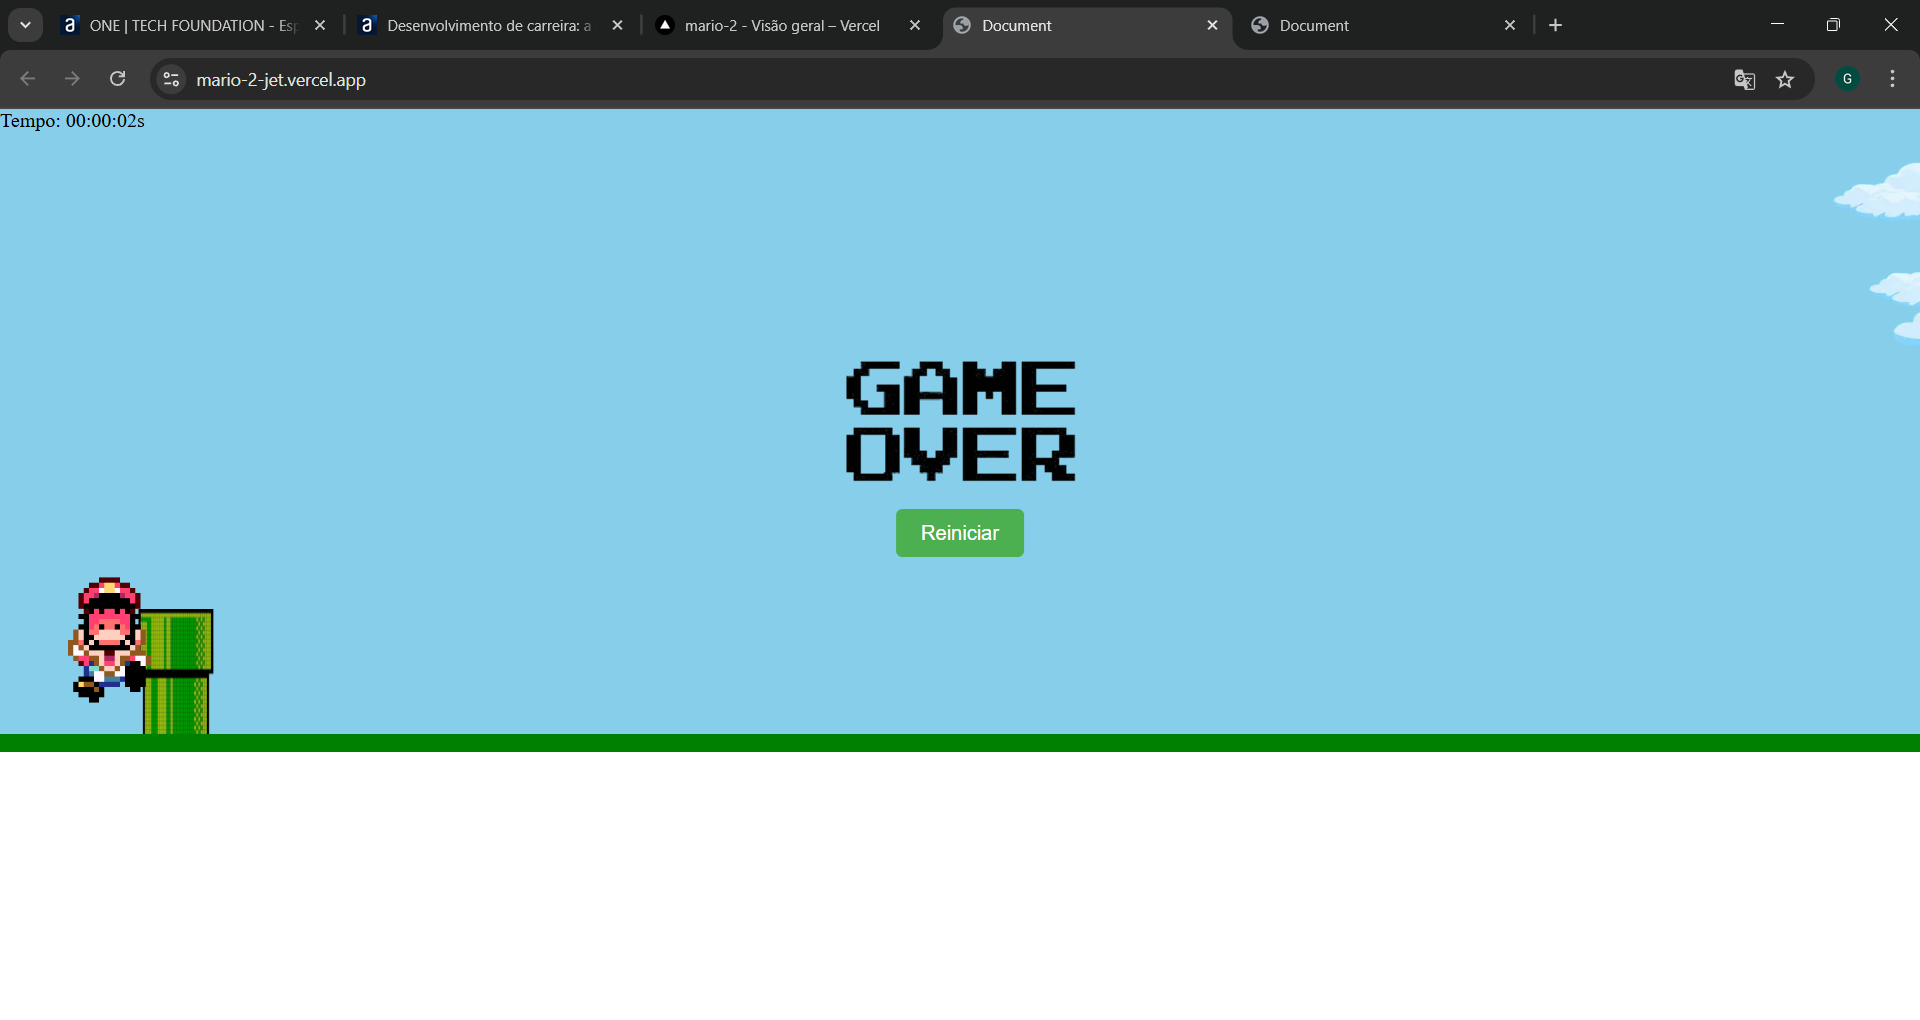 ONE | TECH FOUNDATION - Esp
Desenvolvimento de carreira: a
mario-2 - Visão geral – Vercel
Document
Document
mario-2-jet.vercel.app
G
Tempo: 00:00:02s
GAME
OVER
Reiniciar